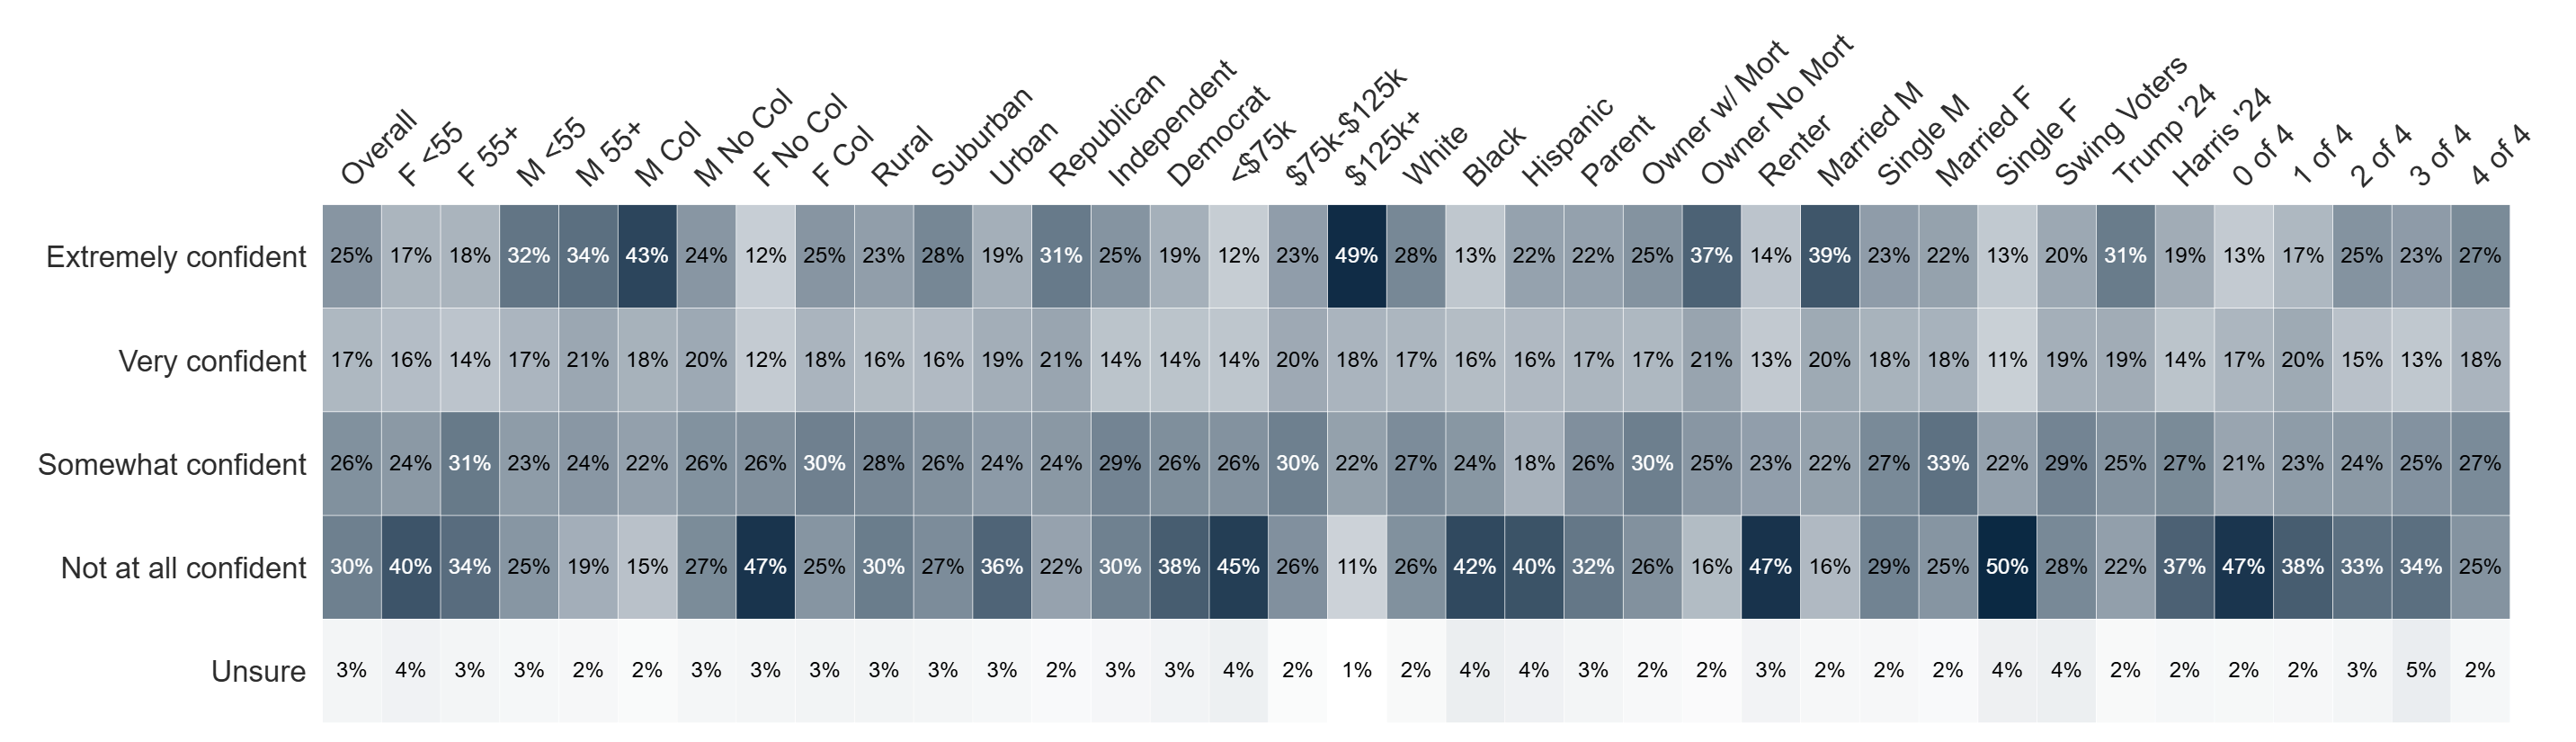 Overall F <55 F 55+ M <55 M 55+ M Col M No Col F No Col F Col Rural Suburban Urban Republican Independent Democrat <$75k $75k-$125k $125k+ White Black Hispanic Parent Owner w/ Mort Owner No Mort Renter Married M Single M Married F Single F Swing Voters Trump '24 Harris '24 0 of 4 1 of 4 2 of 4 3 of 4 4 of 4
Extremely confident 25% 17% 18% 32% 34% 43% 24% 12% 25% 23% 28% 19% 31% 25% 19% 12% 23% 49% 28% 13% 22% 22% 25% 37% 14% 39% 23% 22% 13% 20% 31% 19% 13% 17% 25% 23% 27%
Very confident 17% 16% 14% 17% 21% 18% 20% 12% 18% 16% 16% 19% 21% 14% 14% 14% 20% 18% 17% 16% 16% 17% 17% 21% 13% 20% 18% 18% 11% 19% 19% 14% 17% 20% 15% 13% 18%
Somewhat confident 26% 24% 31% 23% 24% 22% 26% 26% 30% 28% 26% 24% 24% 29% 26% 26% 30% 22% 27% 24% 18% 26% 30% 25% 23% 22% 27% 33% 22% 29% 25% 27% 21% 23% 24% 25% 27%
Not at all confident 30% 40% 34% 25% 19% 15% 27% 47% 25% 30% 27% 36% 22% 30% 38% 45% 26% 11% 26% 42% 40% 32% 26% 16% 47% 16% 29% 25% 50% 28% 22% 37% 47% 38% 33% 34% 25%
Unsure 3% 4% 3% 3% 2% 2% 3% 3% 3% 3% 3% 3% 2% 3% 3% 4% 2% 1% 2% 4% 4% 3% 2% 2% 3% 2% 2% 2% 4% 4% 2% 2% 2% 2% 3% 5% 2%